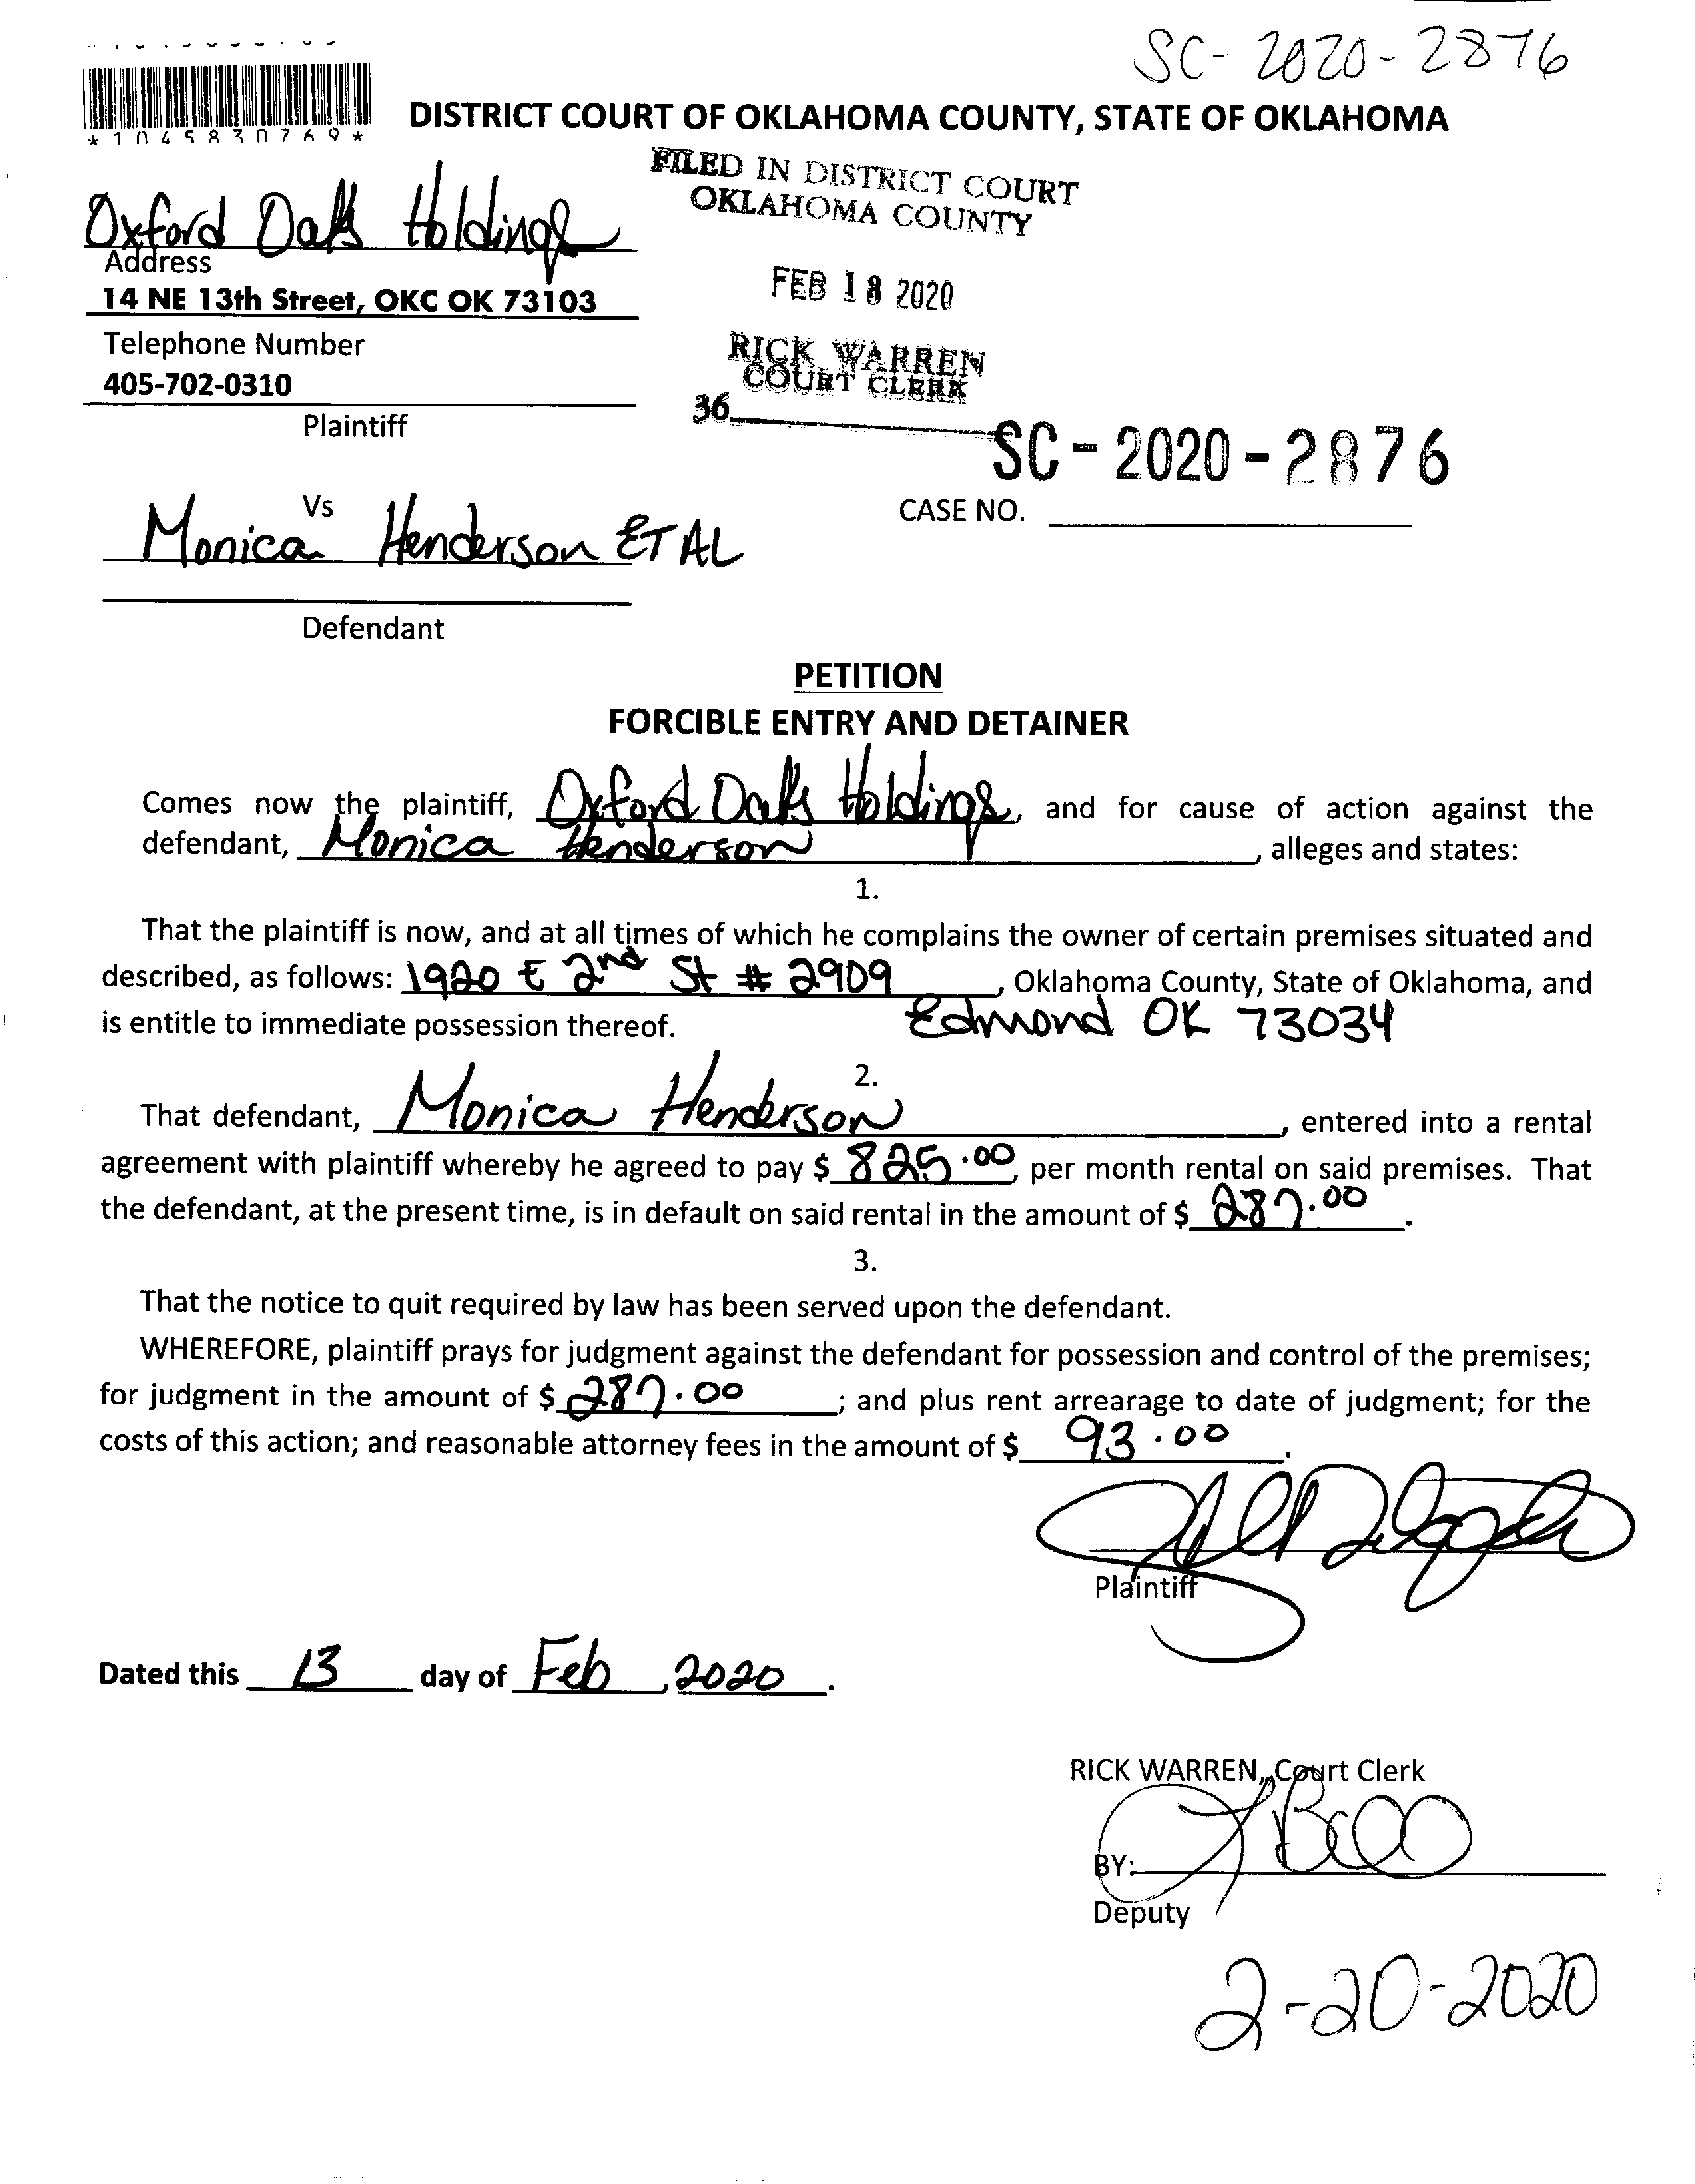 SC-2020-2876
*1045830769*
DISTRICT COURT OF OKLAHOMA COUNTY, STATE OF OKLAHOMA
FILED IN DISTRICT COURT
OKLAHOMA COUNTY
Oxford Oaks Holdings
Address
14 NE 13th Street, OKC OK 73103
FEB 18 2020
Telephone Number
405-702-0310
RICK WARREN
COURT CLERK
36
Plaintiff
SC-2020-2876
Vs
CASE NO.
Monica Henderson ET AL
Defendant
PETITION
FORCIBLE ENTRY AND DETAINER
Comes now the plaintiff, Oxford Oaks Holdings, and for cause of action against the
defendant, Monica Henderson, alleges and states:
1.
That the plaintiff is now, and at all times of which he complains the owner of certain premises situated and
described, as follows: 1920 E 2nd St # 2909, Oklahoma County, State of Oklahoma, and
is entitle to immediate possession thereof. Edmond OK 73034
2.
That defendant, Monica Henderson, entered into a rental
agreement with plaintiff whereby he agreed to pay $ 825.00, per month rental on said premises. That
the defendant, at the present time, is in default on said rental in the amount of $ 287.00.
3.
That the notice to quit required by law has been served upon the defendant.
WHEREFORE, plaintiff prays for judgment against the defendant for possession and control of the premises;
for judgment in the amount of $ 287.00; and plus rent arrearage to date of judgment; for the
costs of this action; and reasonable attorney fees in the amount of $ 93.00.
Plaintiff
Dated this 13 day of Feb, 2020.
RICK WARREN, Court Clerk
BY:
Deputy
2-20-2020